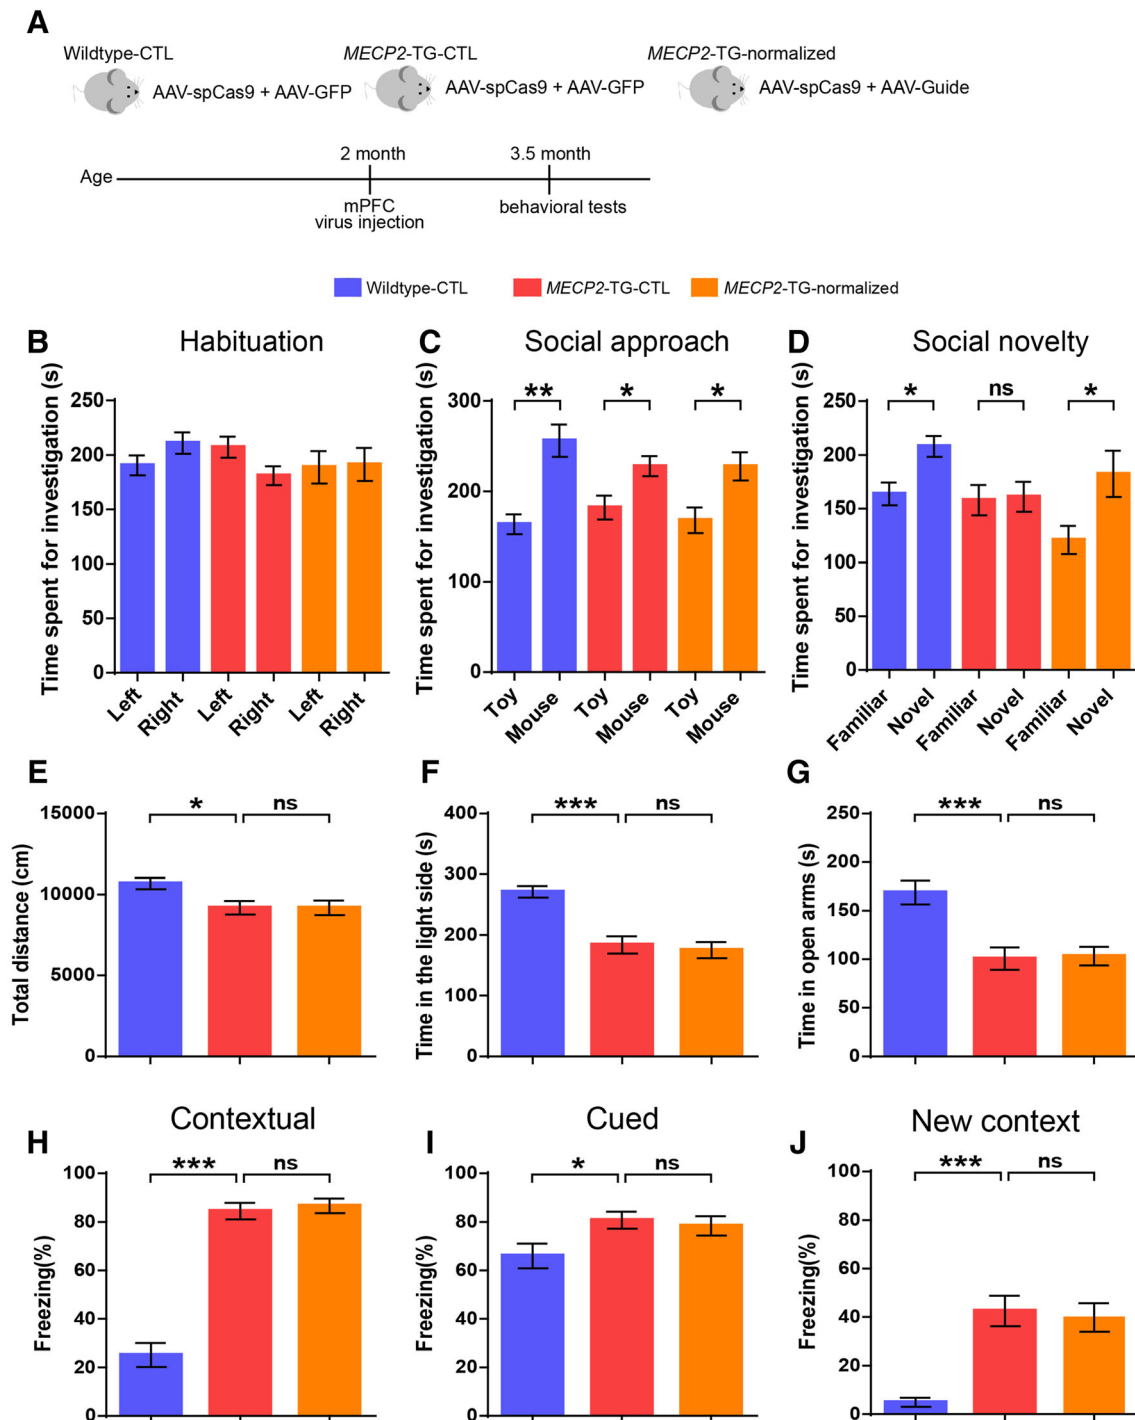 A
Wildtype-CTL
MECP2-TG-CTL
MECP2-TG-normalized
AAV-spCas9 + AAV-GFP
AAV-spCas9 + AAV-GFP
AAV-spCas9 + AAV-Guide
2 month
3.5 month
Age
mPFC
virus injection
behavioral tests
Wildtype-CTL
MECP2-TG-CTL
MECP2-TG-normalized
B
Habituation
Time spent for investigation (s)
250
200
150
100
50
0
Left
Right
Left
Right
Left
Right
C
Social approach
Time spent for investigation (s)
300
200
100
0
**
*
*
Toy
Mouse
Toy
Mouse
Toy
Mouse
D
Social novelty
Time spent for investigation (s)
250
200
150
100
50
0
*
ns
*
Familiar
Novel
Familiar
Novel
Familiar
Novel
E
Total distance (cm)
15000
10000
5000
0
*
ns
F
Time in the light side (s)
400
300
200
100
0
***
ns
G
Time in open arms (s)
250
200
150
100
50
0
***
ns
H
Contextual
Freezing(%)
100
80
60
40
20
0
***
ns
I
Cued
Freezing(%)
100
80
60
40
20
0
*
ns
J
New context
Freezing(%)
100
80
60
40
20
0
***
ns